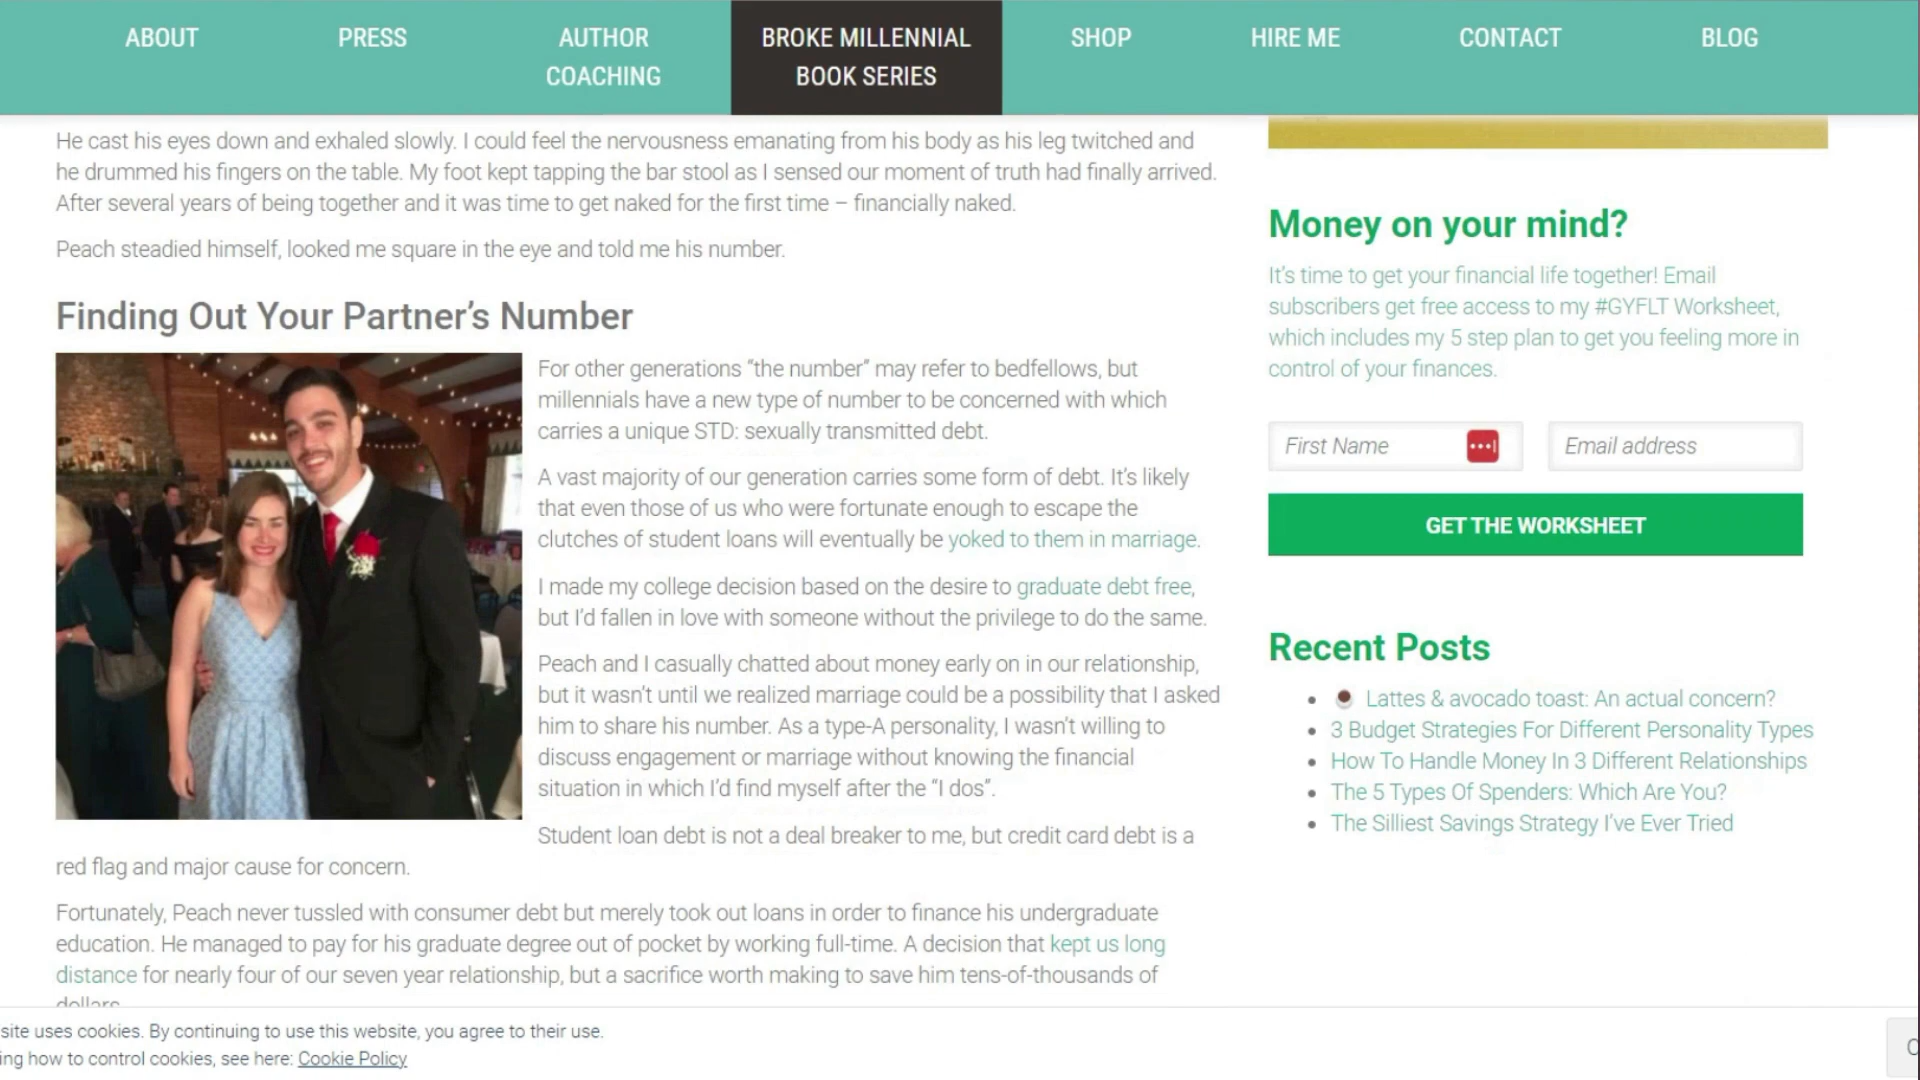 ABOUT
PRESS
AUTHOR
COACHING
BROKE MILLENNIAL
BOOK SERIES
SHOP
HIRE ME
CONTACT
BLOG
He cast his eyes down and exhaled slowly. I could feel the nervousness emanating from his body as his leg twitched and
he drummed his fingers on the table. My foot kept tapping the bar stool as I sensed our moment of truth had finally arrived.
After several years of being together and it was time to get naked for the first time – financially naked.
Peach steadied himself, looked me square in the eye and told me his number.
Finding Out Your Partner’s Number
For other generations “the number” may refer to bedfellows, but
millennials have a new type of number to be concerned with which
carries a unique STD: sexually transmitted debt.
A vast majority of our generation carries some form of debt. It’s likely
that even those of us who were fortunate enough to escape the
clutches of student loans will eventually be yoked to them in marriage.
I made my college decision based on the desire to graduate debt free,
but I’d fallen in love with someone without the privilege to do the same.
Peach and I casually chatted about money early on in our relationship,
but it wasn’t until we realized marriage could be a possibility that I asked
him to share his number. As a type-A personality, I wasn’t willing to
discuss engagement or marriage without knowing the financial
situation in which I’d find myself after the “I dos”.
Student loan debt is not a deal breaker to me, but credit card debt is a
red flag and major cause for concern.
Fortunately, Peach never tussled with consumer debt but merely took out loans in order to finance his undergraduate
education. He managed to pay for his graduate degree out of pocket by working full-time. A decision that kept us long
distance for nearly four of our seven year relationship, but a sacrifice worth making to save him tens-of-thousands of
dollars
Money on your mind?
It’s time to get your financial life together! Email
subscribers get free access to my #GYFLT Worksheet,
which includes my 5 step plan to get you feeling more in
control of your finances.
First Name
Email address
GET THE WORKSHEET
Recent Posts
Lattes & avocado toast: An actual concern?
3 Budget Strategies For Different Personality Types
How To Handle Money In 3 Different Relationships
The 5 Types Of Spenders: Which Are You?
The Silliest Savings Strategy I’ve Ever Tried
site uses cookies. By continuing to use this website, you agree to their use.
ing how to control cookies, see here: Cookie Policy